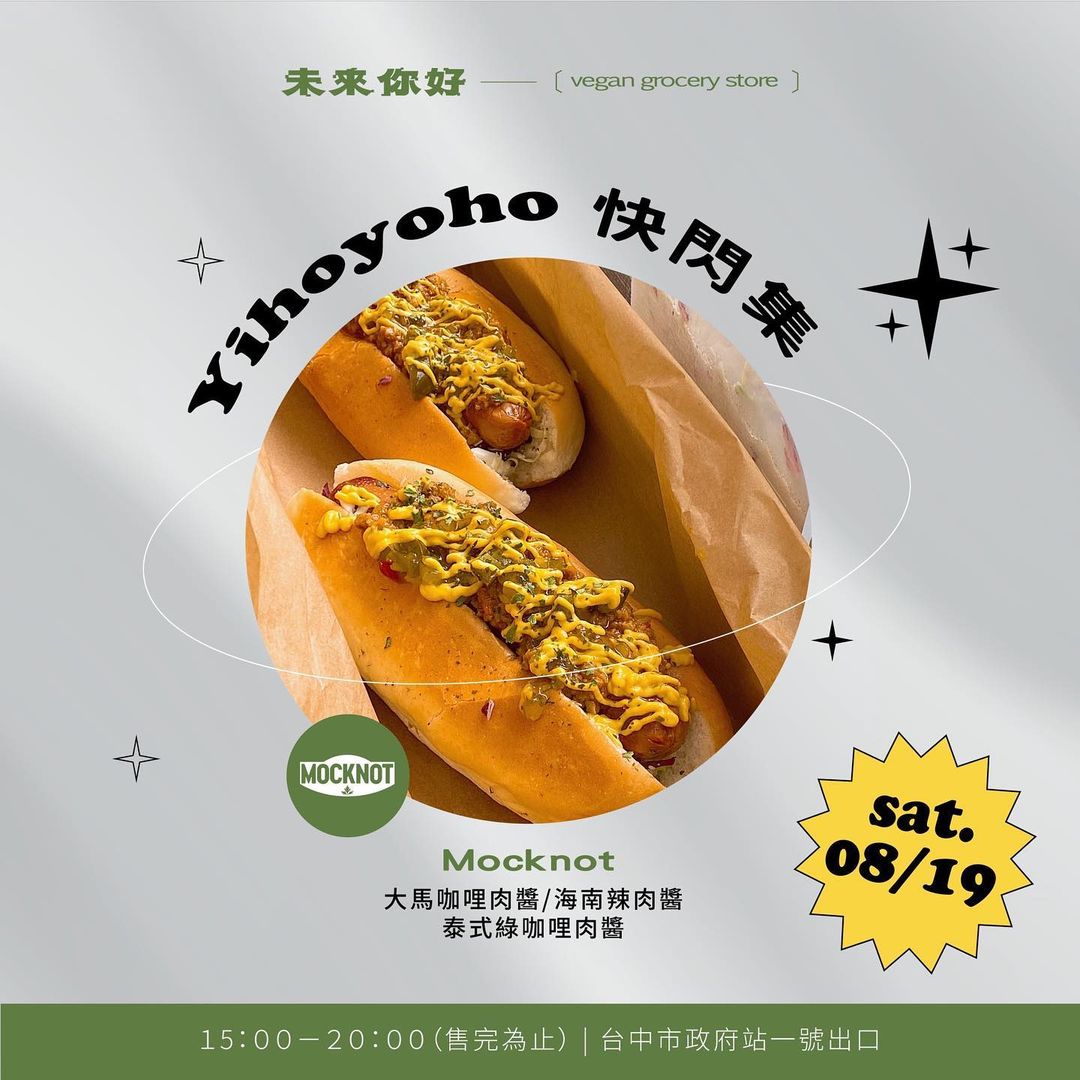 未來你好 —— [ vegan grocery store ]
Yihoyoho 快閃集
MOCKNOT
Mocknot
大馬咖哩肉醬/海南辣肉醬
泰式綠咖哩肉醬
sat.
08/19
15:00－20:00(售完為止) | 台中市政府站一號出口